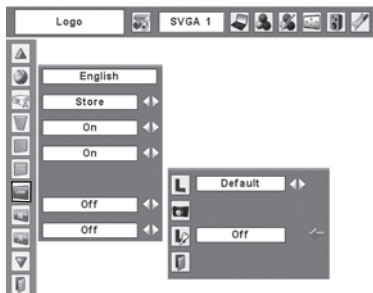 Logo
SVGA 1
English
Store
On
On
Off
Off
Default
Off